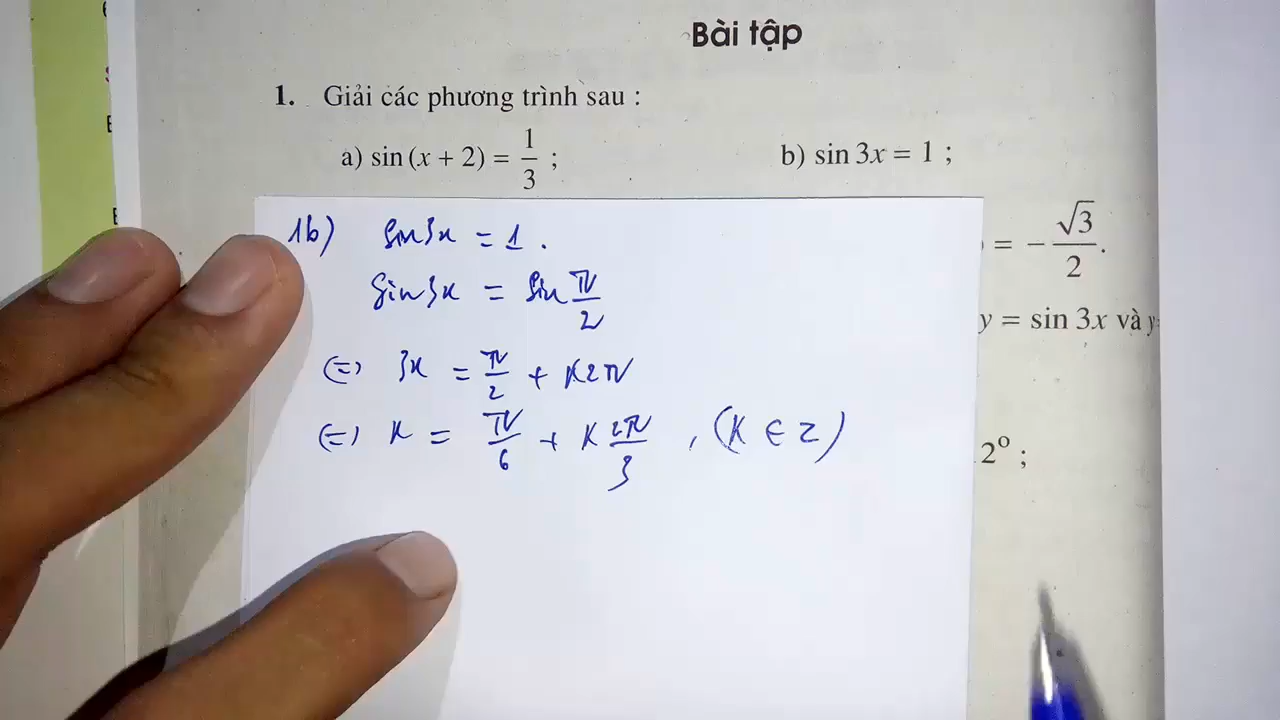 Bài tập
1. Giải các phương trình sau :
a) sin (x + 2) = 1/3 ; b) sin 3x = 1 ;
1b) sin3x = 1 .
= -√3/2.
sin3x = sin π/2
y = sin 3x và y
(=) 3x = π/2 + k2π
(=) x = π/6 + k 2π/3 , (k ∈ z)
2° ;